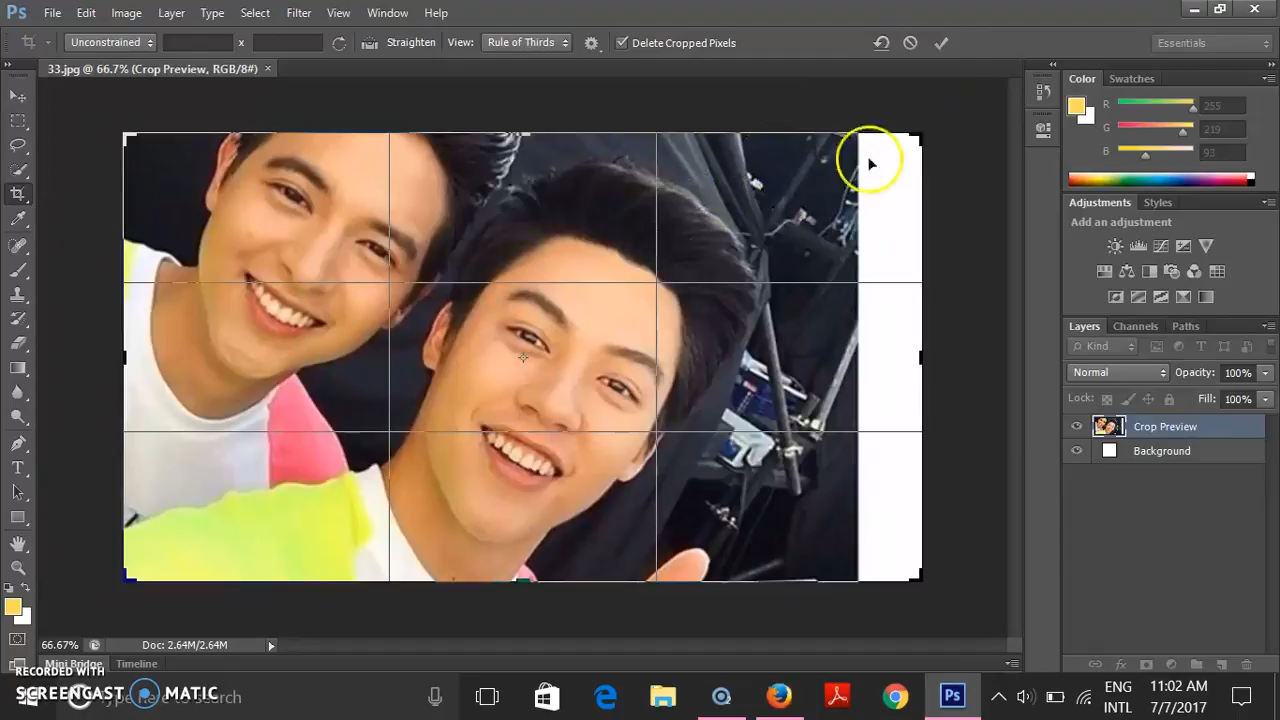 Ps File Edit Image Layer Type Select Filter View Window Help
Unconstrained x Straighten View: Rule of Thirds Delete Cropped Pixels Essentials
33.jpg @ 66.7% (Crop Preview, RGB/8#) ×
Color Swatches
R 255
G 219
B 93
Adjustments Styles
Add an adjustment
Layers Channels Paths
Kind
Normal Opacity: 100%
Lock: Fill: 100%
Crop Preview
Background
T
66.67% Doc: 2.64M/2.64M
Mini Bridge Timeline
RECORDED WITH
SCREENCAST MATIC
Ps
ENG
INTL
11:02 AM
7/7/2017